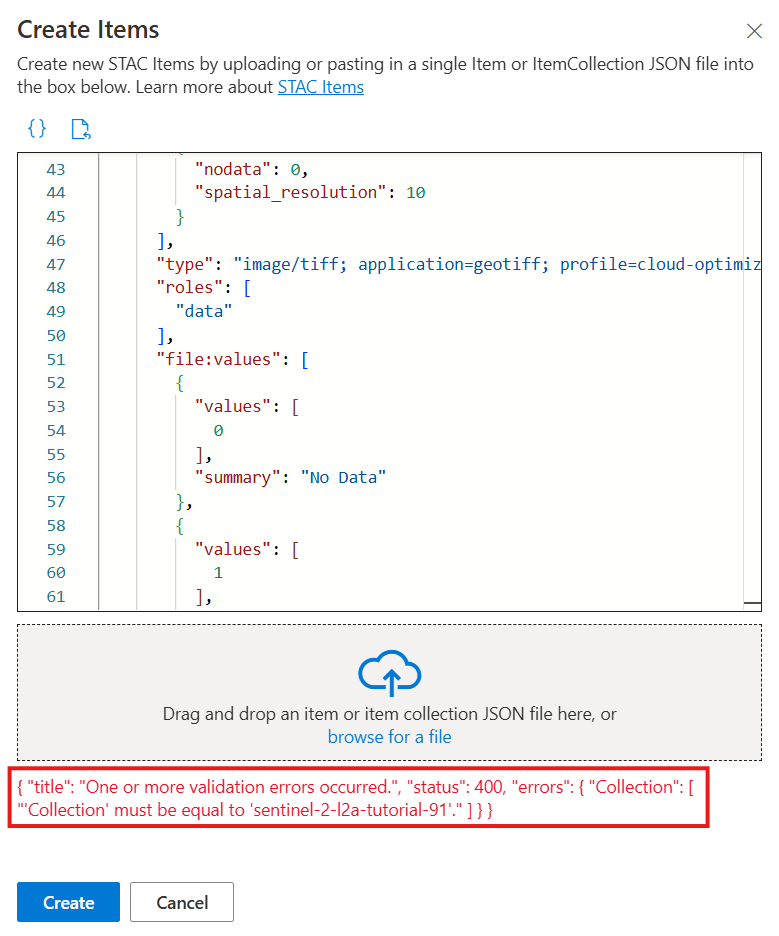 Create Items
Create new STAC Items by uploading or pasting in a single Item or ItemCollection JSON file into
the box below. Learn more about STAC Items
{}
43 "nodata": 0,
44 "spatial_resolution": 10
45 }
46 ],
47 "type": "image/tiff; application=geotiff; profile=cloud-optimiz
48 "roles": [
49 "data"
50 ],
51 "file:values": [
52 {
53 "values": [
54 0
55 ],
56 "summary": "No Data"
57 },
58 {
59 "values": [
60 1
61 ],
Drag and drop an item or item collection JSON file here, or
browse for a file
{ "title": "One or more validation errors occurred.", "status": 400, "errors": { "Collection": [
"'Collection' must be equal to 'sentinel-2-l2a-tutorial-91'." ] } }
Create
Cancel